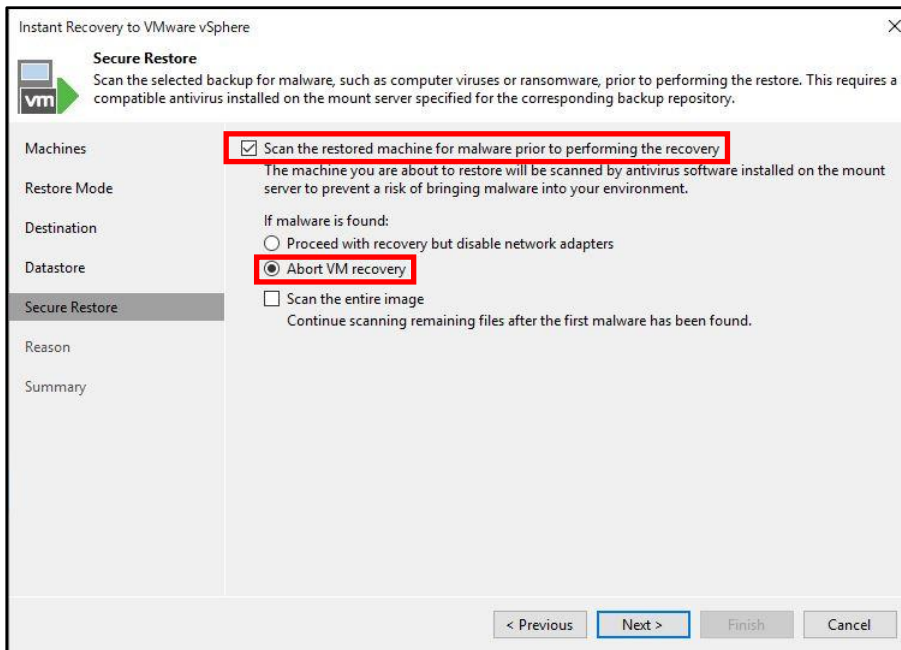 Instant Recovery to VMware vSphere
Secure Restore
Scan the selected backup for malware, such as computer viruses or ransomware, prior to performing the restore. This requires a
compatible antivirus installed on the mount server specified for the corresponding backup repository.
vm
Machines
Restore Mode
Destination
Datastore
Secure Restore
Reason
Summary
Scan the restored machine for malware prior to performing the recovery
The machine you are about to restore will be scanned by antivirus software installed on the mount
server to prevent a risk of bringing malware into your environment.
If malware is found:
Proceed with recovery but disable network adapters
Abort VM recovery
Scan the entire image
Continue scanning remaining files after the first malware has been found.
< Previous
Next >
Finish
Cancel